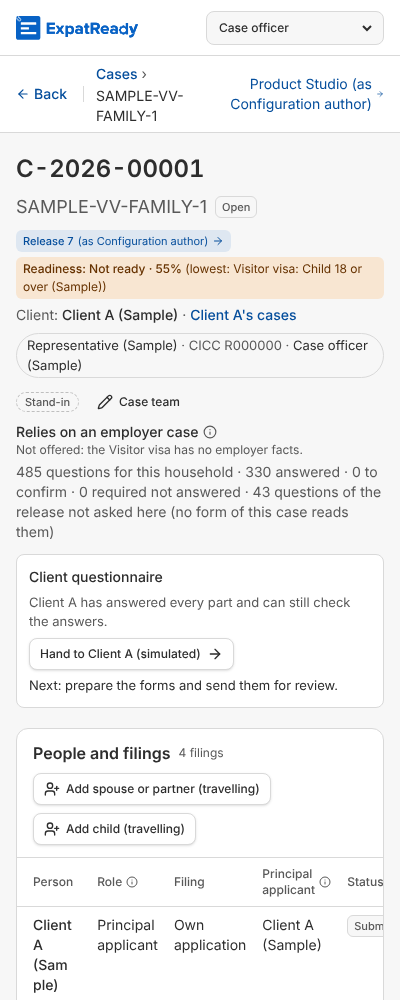 ExpatReady
Case officer
← Back
Cases ›
SAMPLE-VV-
FAMILY-1
Product Studio (as
Configuration author) →
C-2026-00001
SAMPLE-VV-FAMILY-1 Open
Release 7 (as Configuration author) →
Readiness: Not ready · 55% (lowest: Visitor visa: Child 18 or
over (Sample))
Client: Client A (Sample) · Client A's cases
Representative (Sample) · CICC R000000 · Case officer
(Sample)
Stand-in Case team
Relies on an employer case
Not offered: the Visitor visa has no employer facts.
485 questions for this household · 330 answered · 0 to
confirm · 0 required not answered · 43 questions of the
release not asked here (no form of this case reads
them)
Client questionnaire
Client A has answered every part and can still check
the answers.
Hand to Client A (simulated) →
Next: prepare the forms and send them for review.
People and filings 4 filings
Add spouse or partner (travelling)
Add child (travelling)
Person Role Filing Principal applicant Status
Client A (Sample) Principal applicant Own application Client A (Sample) Subm